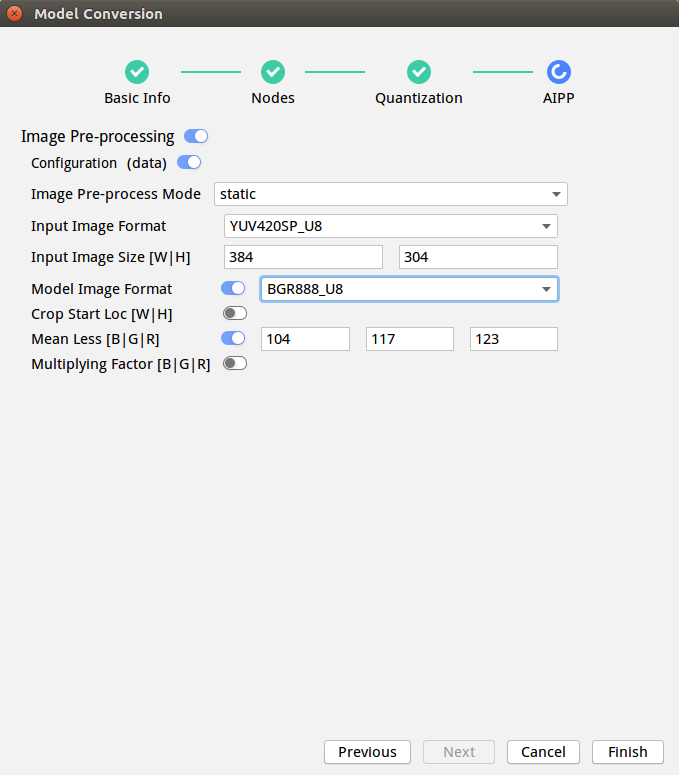 Model Conversion
Basic Info Nodes Quantization AIPP
Image Pre-processing
Configuration (data)
Image Pre-process Mode static
Input Image Format YUV420SP_U8
Input Image Size [W|H] 384 304
Model Image Format BGR888_U8
Crop Start Loc [W|H]
Mean Less [B|G|R] 104 117 123
Multiplying Factor [B|G|R]
Previous Next Cancel Finish